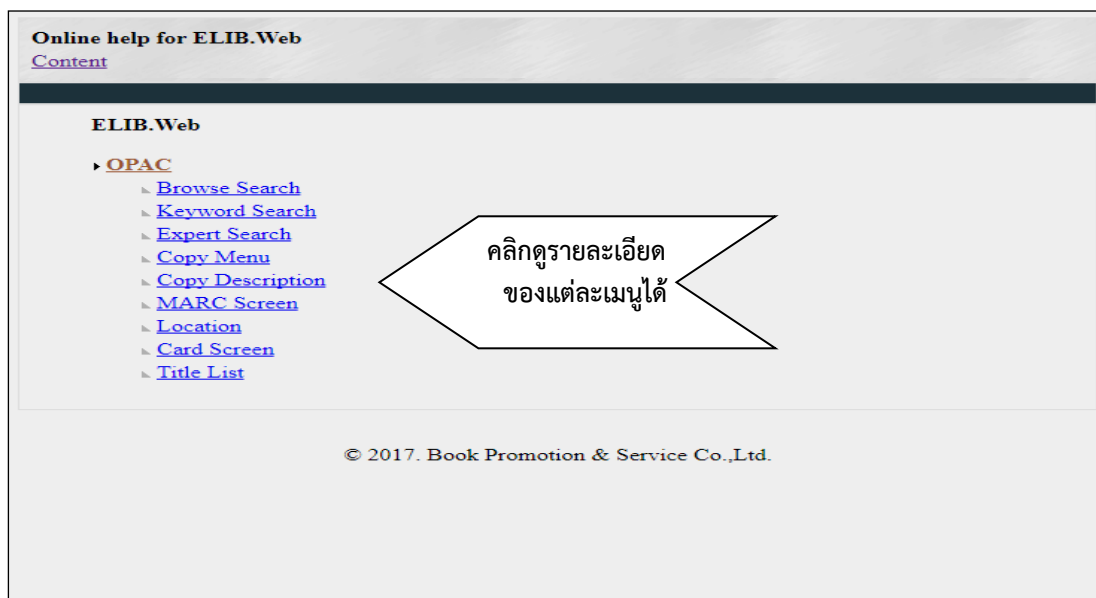 Online help for ELIB.Web
Content
ELIB.Web
OPAC
Browse Search
Keyword Search
Expert Search
Copy Menu
Copy Description
MARC Screen
Location
Card Screen
Title List
คลิกดูรายละเอียด
ของแต่ละเมนูได้
© 2017. Book Promotion & Service Co.,Ltd.